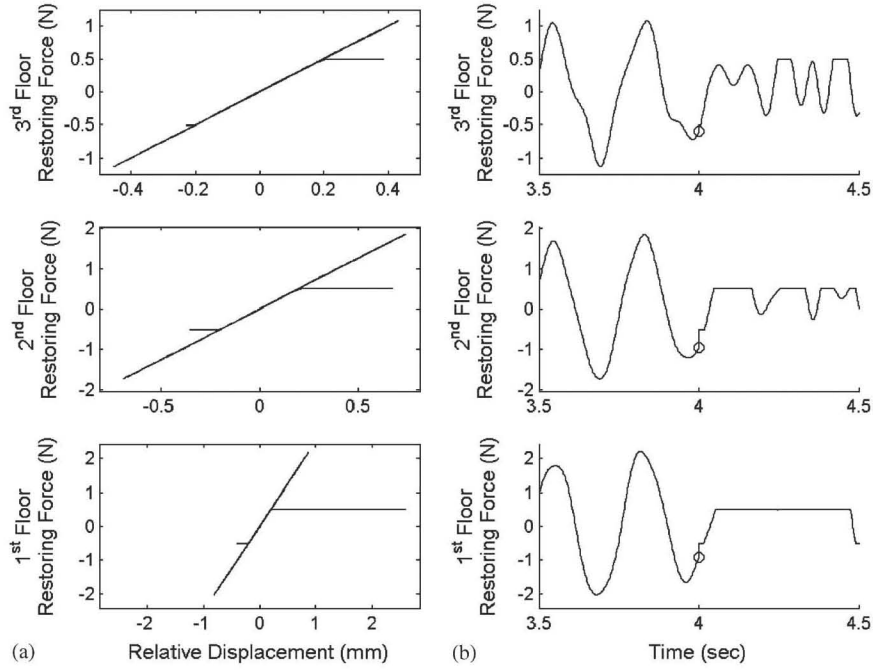 3rd Floor
Restoring Force (N)
1
0.5
0
-0.5
-1
-0.4 -0.2 0 0.2 0.4
3rd Floor
Restoring Force (N)
1
0.5
0
-0.5
-1
3.5 4 4.5
2nd Floor
Restoring Force (N)
2
1
0
-1
-2
-0.5 0 0.5
2nd Floor
Restoring Force (N)
2
1
0
-1
-2
3.5 4 4.5
1st Floor
Restoring Force (N)
2
1
0
-1
-2
-2 -1 0 1 2
(a) Relative Displacement (mm)
1st Floor
Restoring Force (N)
2
1
0
-1
-2
3.5 4 4.5
(b) Time (sec)